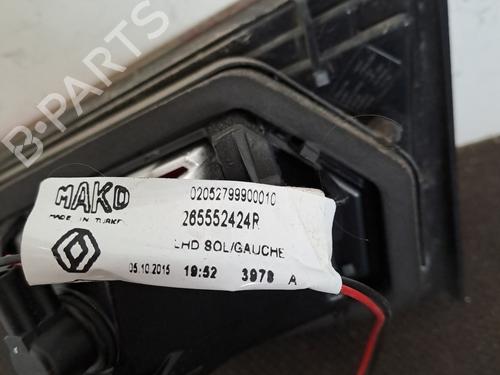 B-PARTS
MAKO
MADE IN TURKEY
02052799900010
265552424R
LHD SOL/GAUCHE
05.10.2015 19:52 3978 A